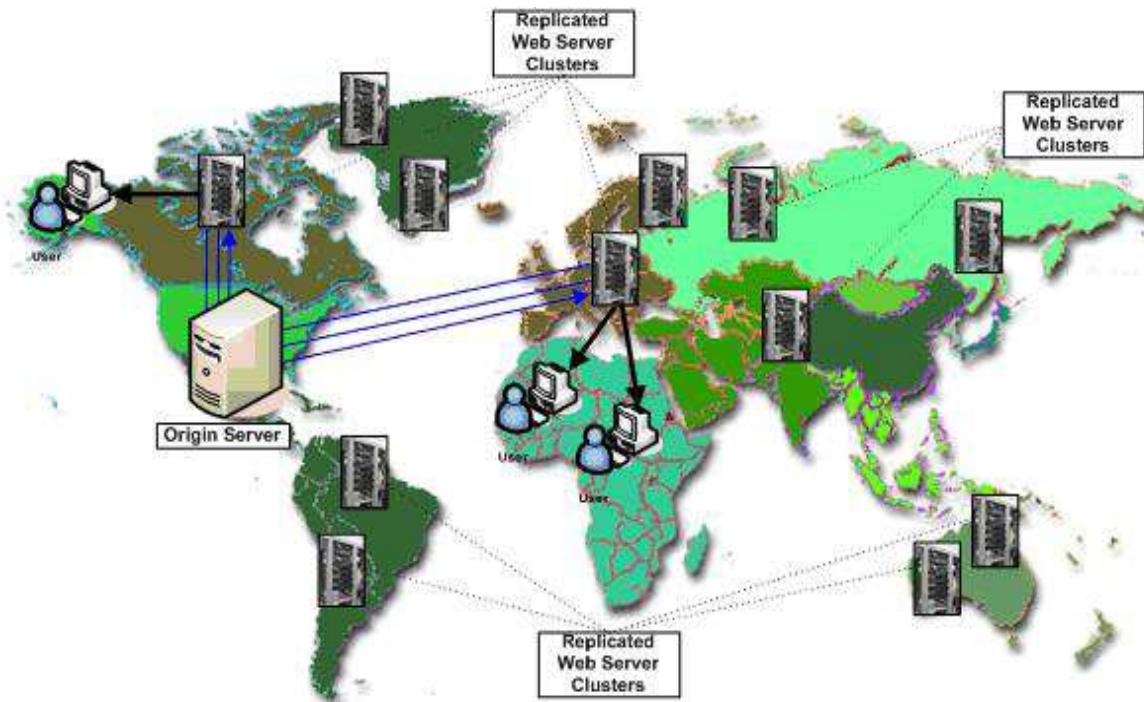 Replicated
Web Server
Clusters
Replicated
Web Server
Clusters
User
Origin Server
User
User
Replicated
Web Server
Clusters